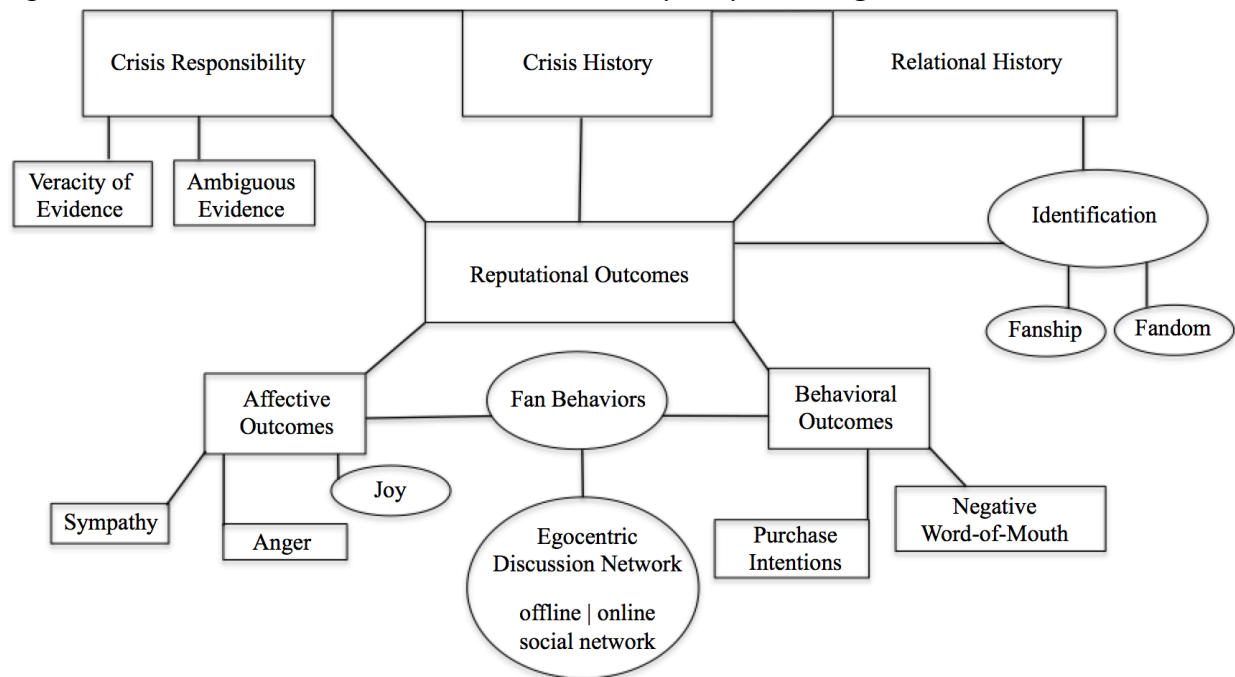 Crisis Responsibility
Crisis History
Relational History
Veracity of
Evidence
Ambiguous
Evidence
Identification
Reputational Outcomes
Fanship
Fandom
Affective
Outcomes
Fan Behaviors
Behavioral
Outcomes
Joy
Sympathy
Anger
Egocentric
Discussion Network
offline | online
social network
Purchase
Intentions
Negative
Word-of-Mouth